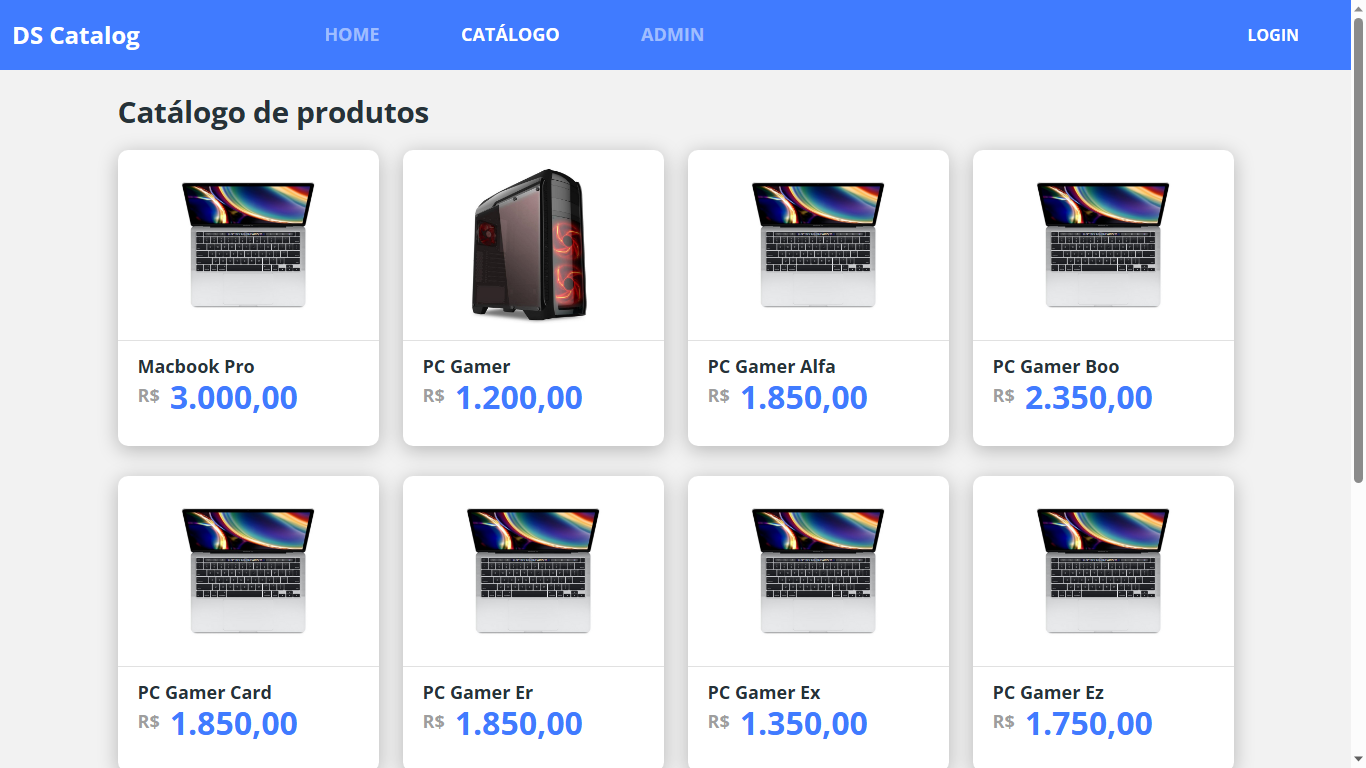 DS Catalog
HOME
CATÁLOGO
ADMIN
LOGIN
Catálogo de produtos
Macbook Pro
R$ 3.000,00
PC Gamer
R$ 1.200,00
PC Gamer Alfa
R$ 1.850,00
PC Gamer Boo
R$ 2.350,00
PC Gamer Card
R$ 1.850,00
PC Gamer Er
R$ 1.850,00
PC Gamer Ex
R$ 1.350,00
PC Gamer Ez
R$ 1.750,00